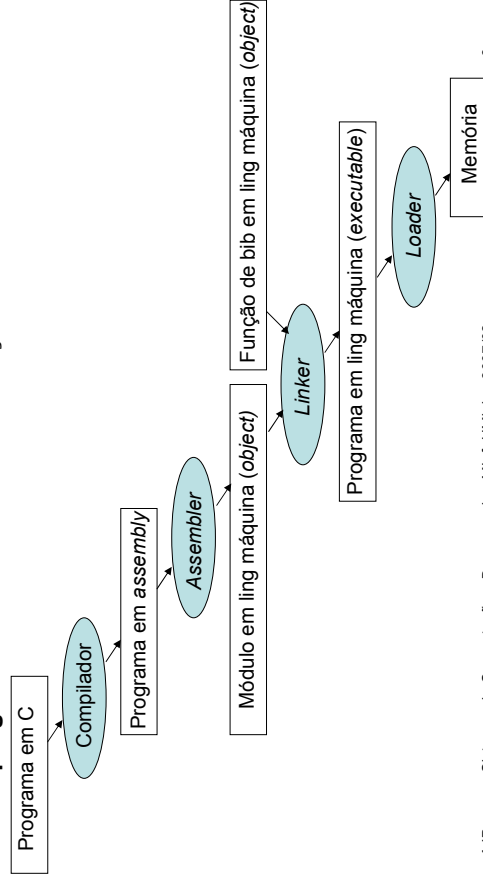 Programa em C
Compilador
Programa em assembly
Assembler
Módulo em ling máquina (object)
Função de bib em ling máquina (object)
Linker
Programa em ling máquina (executable)
Loader
Memória